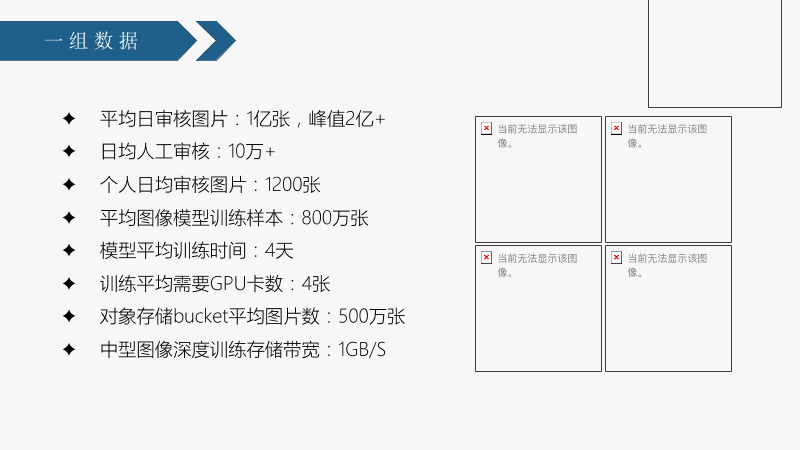 一组数据
✦ 平均日审核图片：1亿张，峰值2亿+
✦ 日均人工审核：10万+
✦ 个人日均审核图片：1200张
✦ 平均图像模型训练样本：800万张
✦ 模型平均训练时间：4天
✦ 训练平均需要GPU卡数：4张
✦ 对象存储bucket平均图片数：500万张
✦ 中型图像深度训练存储带宽：1GB/S
当前无法显示该图
像。
当前无法显示该图
像。
当前无法显示该图
像。
当前无法显示该图
像。